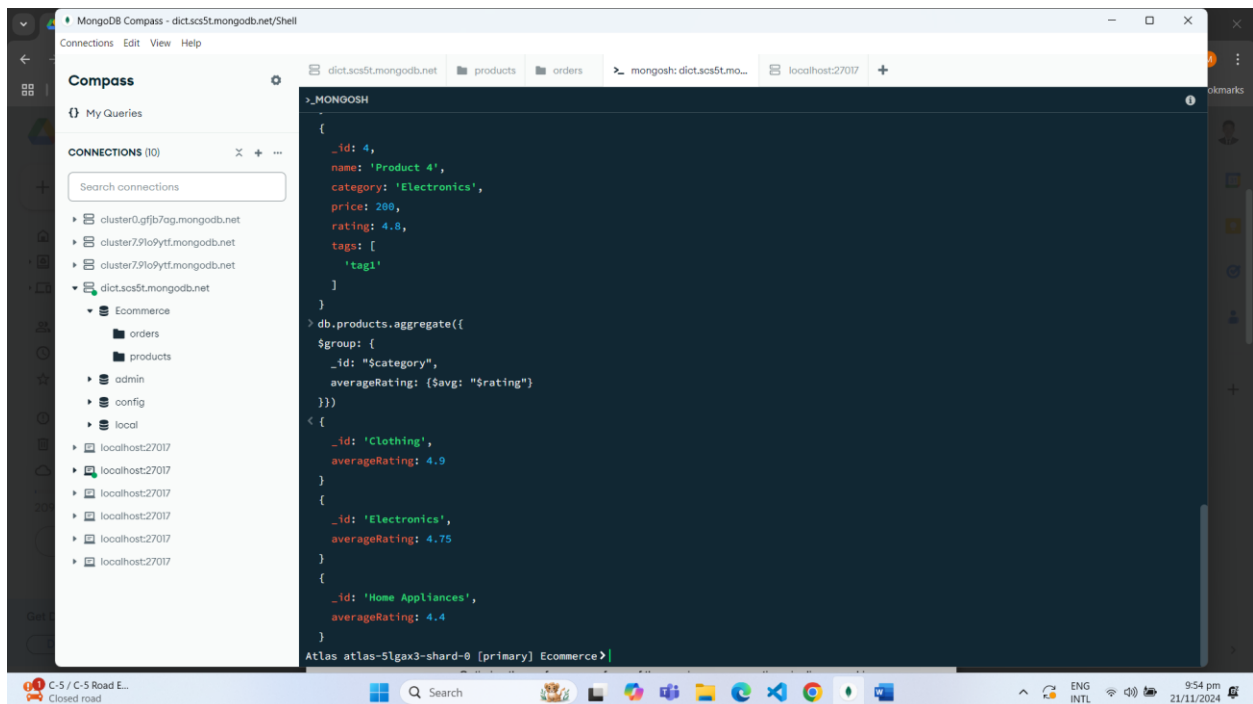 MongoDB Compass - dict.scs5t.mongodb.net/Shell
Connections Edit View Help
Compass
{} My Queries
CONNECTIONS (10)
Search connections
cluster0.gfjb7ag.mongodb.net
cluster7.91o9ytf.mongodb.net
cluster7.91o9ytf.mongodb.net
dict.scs5t.mongodb.net
Ecommerce
orders
products
admin
config
local
localhost:27017
localhost:27017
localhost:27017
localhost:27017
localhost:27017
localhost:27017
dict.scs5t.mongodb.net products orders >_ mongosh: dict.scs5t.mo... localhost:27017 +
>_MONGOSH
{
_id: 4,
name: 'Product 4',
category: 'Electronics',
price: 200,
rating: 4.8,
tags: [
'tag1'
]
}
> db.products.aggregate({
$group: {
_id: "$category",
averageRating: {$avg: "$rating"}
}})
< {
_id: 'Clothing',
averageRating: 4.9
}
{
_id: 'Electronics',
averageRating: 4.75
}
{
_id: 'Home Appliances',
averageRating: 4.4
}
Atlas atlas-5lgax3-shard-0 [primary] Ecommerce>
okmarks
209
Get
C-5 / C-5 Road E...
Closed road
Search
ENG
INTL
9:54 pm
21/11/2024